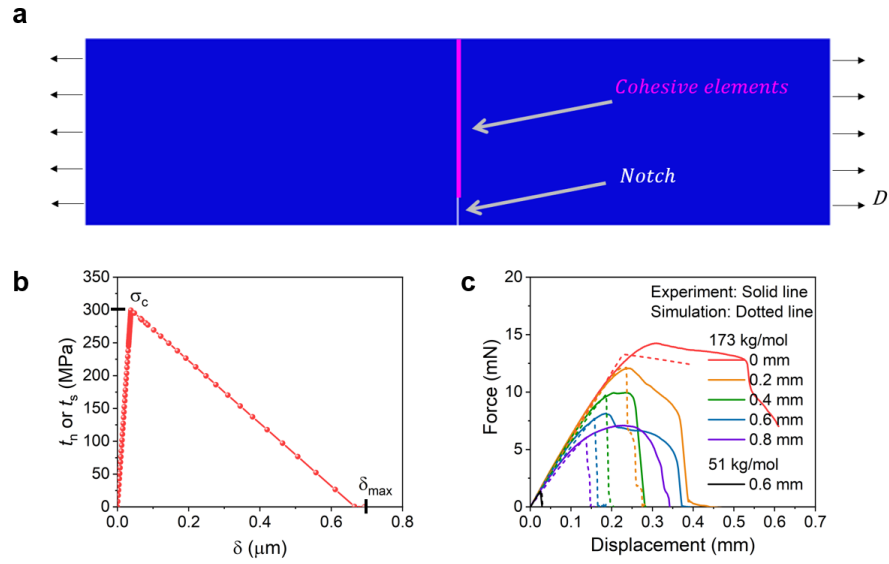 a
Cohesive elements
Notch
D
b
350
300
250
200
150
100
50
0
tn or ts (MPa)
σc
δmax
0.0 0.2 0.4 0.6 0.8
δ (μm)
c
20
15
10
5
0
Force (mN)
Experiment: Solid line
Simulation: Dotted line
173 kg/mol
0 mm
0.2 mm
0.4 mm
0.6 mm
0.8 mm
51 kg/mol
0.6 mm
0.0 0.1 0.2 0.3 0.4 0.5 0.6 0.7
Displacement (mm)